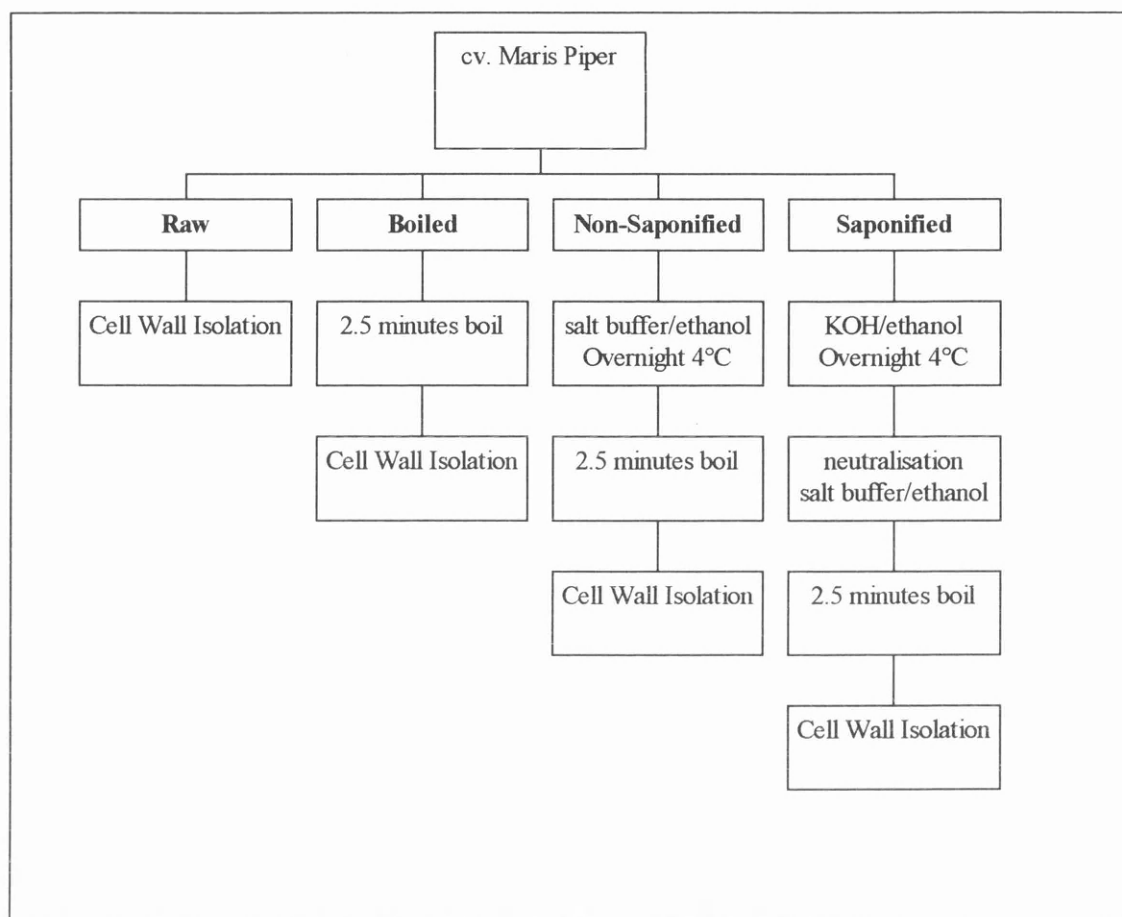 cv. Maris Piper
Raw
Boiled
Non-Saponified
Saponified
Cell Wall Isolation
2.5 minutes boil
salt buffer/ethanol
Overnight 4°C
KOH/ethanol
Overnight 4°C
Cell Wall Isolation
2.5 minutes boil
neutralisation
salt buffer/ethanol
Cell Wall Isolation
2.5 minutes boil
Cell Wall Isolation